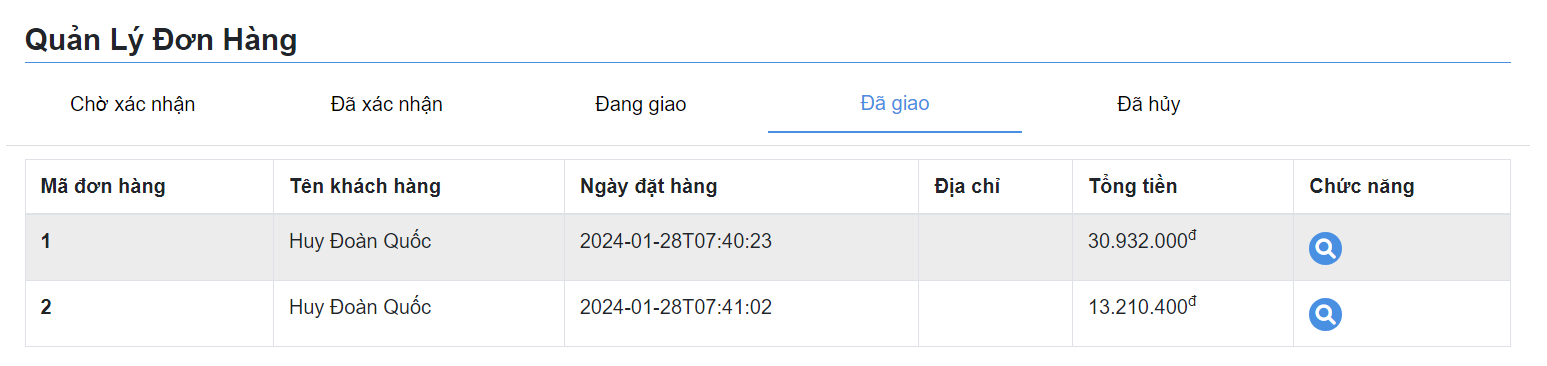 Quản Lý Đơn Hàng
Chờ xác nhận Đã xác nhận Đang giao Đã giao Đã hủy
Mã đơn hàng Tên khách hàng Ngày đặt hàng Địa chỉ Tổng tiền Chức năng
1 Huy Đoàn Quốc 2024-01-28T07:40:23 30.932.000đ
2 Huy Đoàn Quốc 2024-01-28T07:41:02 13.210.400đ